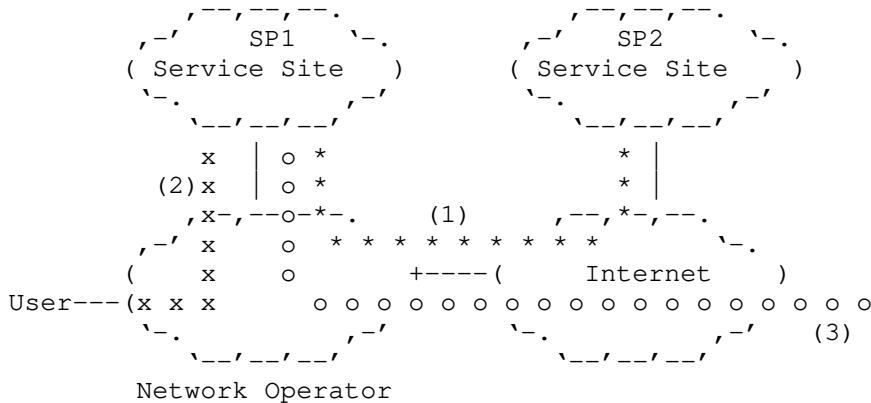 SP1 SP2
( Service Site ) ( Service Site )
x | o * * |
(2)x | o * * |
x o * (1) *
x o * * * * * * * * *
( x o +----( Internet )
User---(x x x o o o o o o o o o o o o o o o o o o
(3)
Network Operator